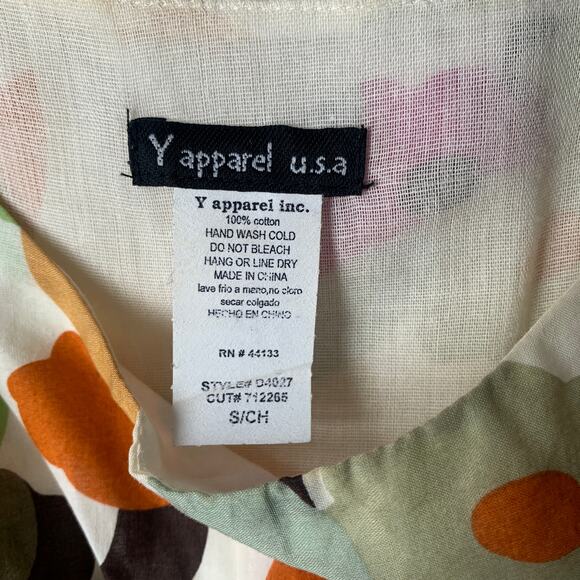 Y apparel u.s.a
Y apparel inc.
100% cotton
HAND WASH COLD
DO NOT BLEACH
HANG OR LINE DRY
MADE IN CHINA
lave frio a mano,no cloro
secar colgado
HECHO EN CHINO
RN # 44133
STYLE# D4027
CUT# 712265
S/CH